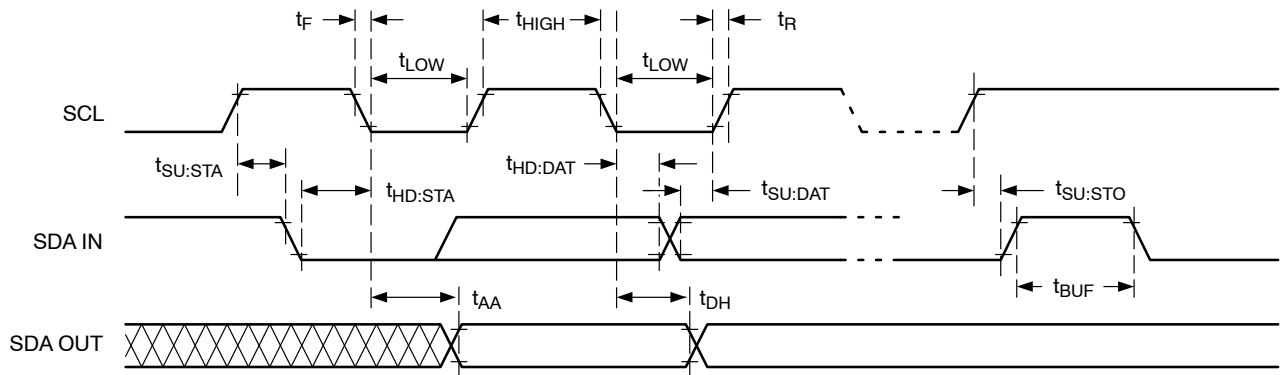 tF
tHIGH
tR
tLOW
tLOW
SCL
tSU:STA
tHD:STA
tHD:DAT
tSU:DAT
tSU:STO
SDA IN
tBUF
tAA
tDH
SDA OUT